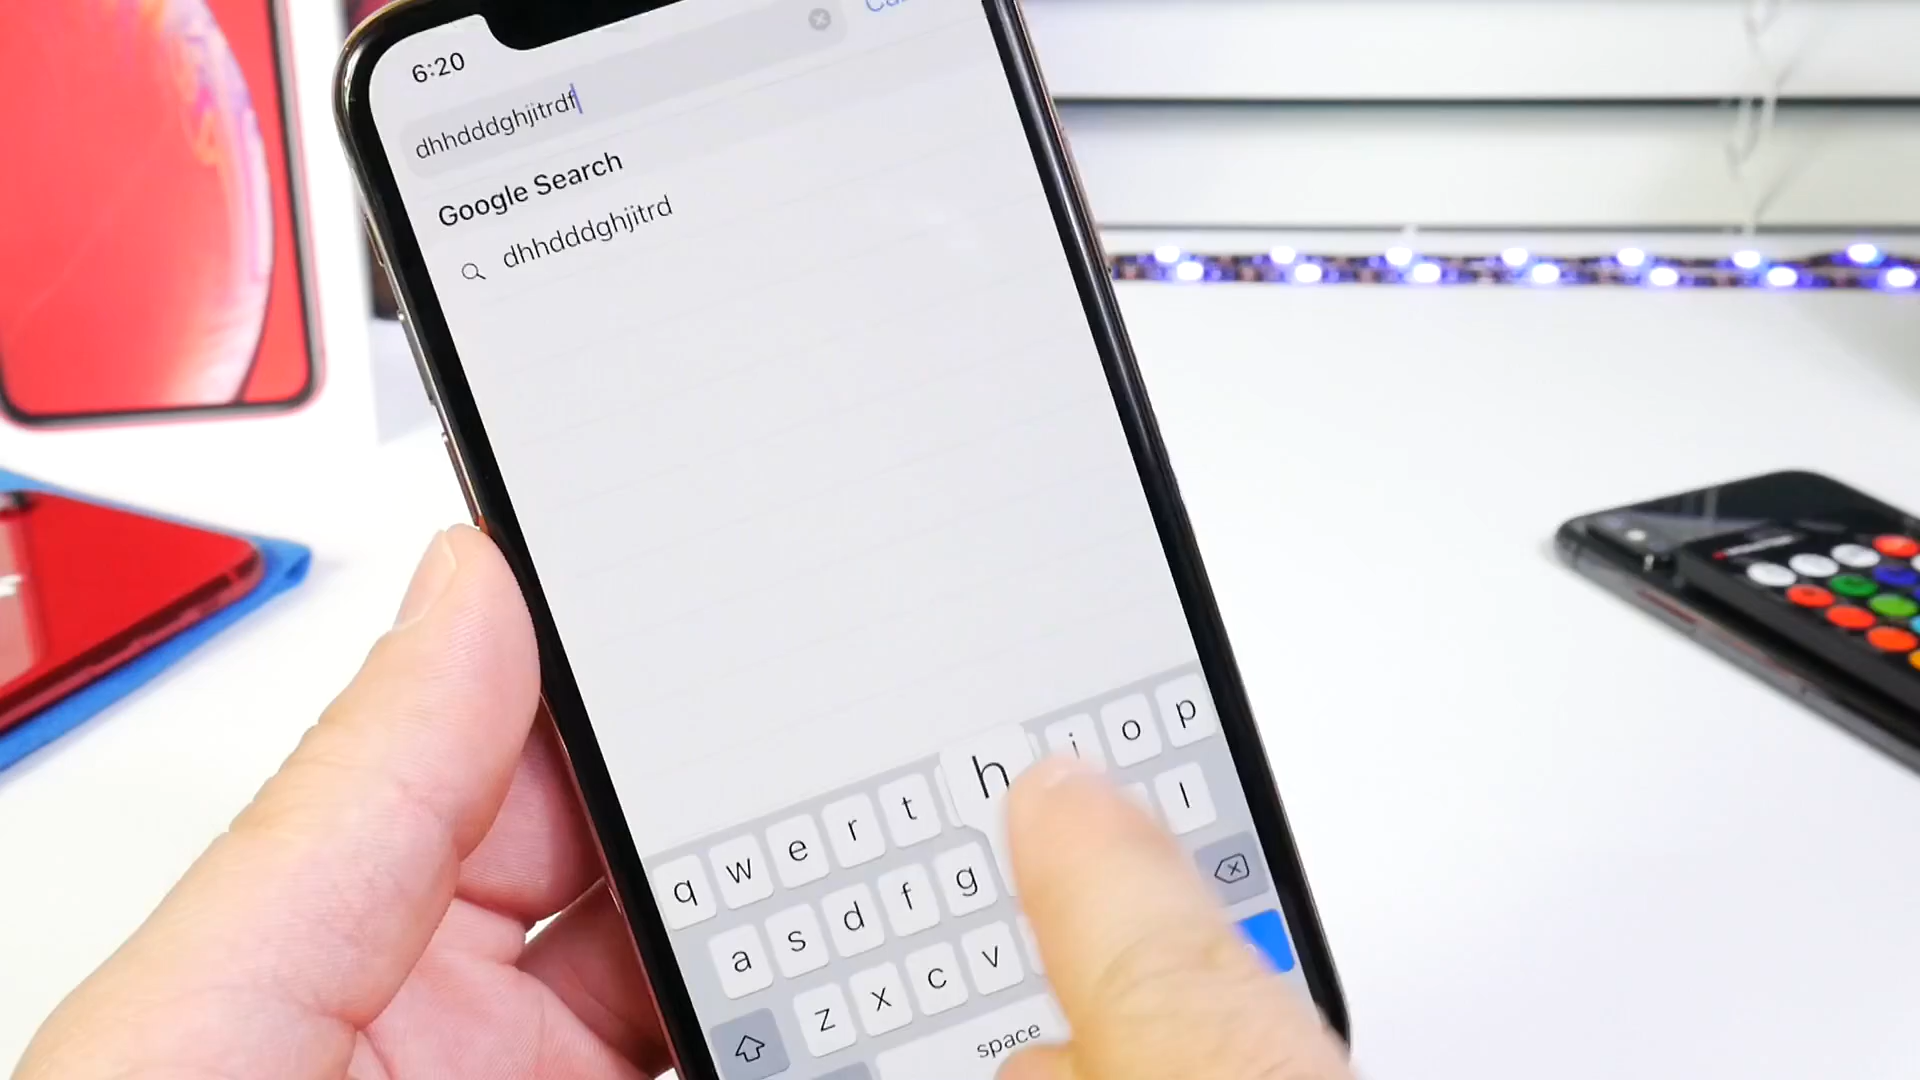 6:20
dhhdddghjitrdf
Google Search
dhhdddghjitrd
q w e r t h i o p
a s d f g l
z x c v
space